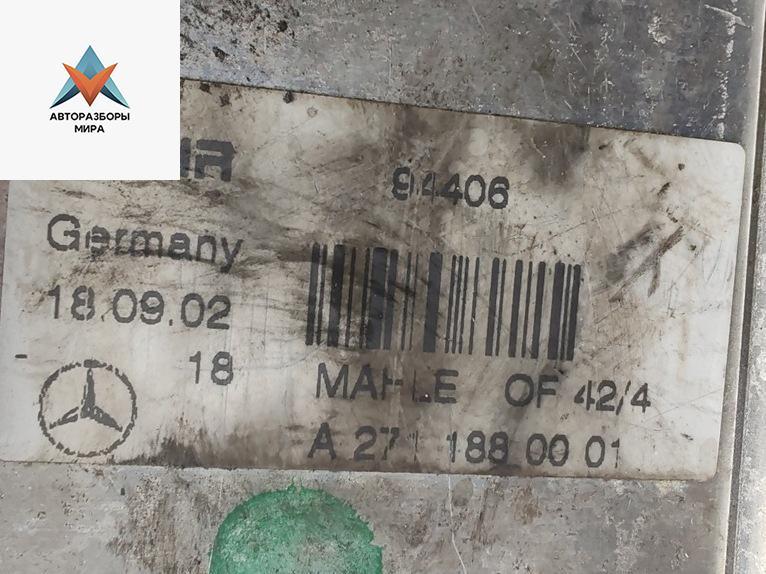 АВТОРАЗБОРЫ
МИРА
94406
Germany
18.09.02
18
MAHLE OF 42/4
A 271 188 00 01